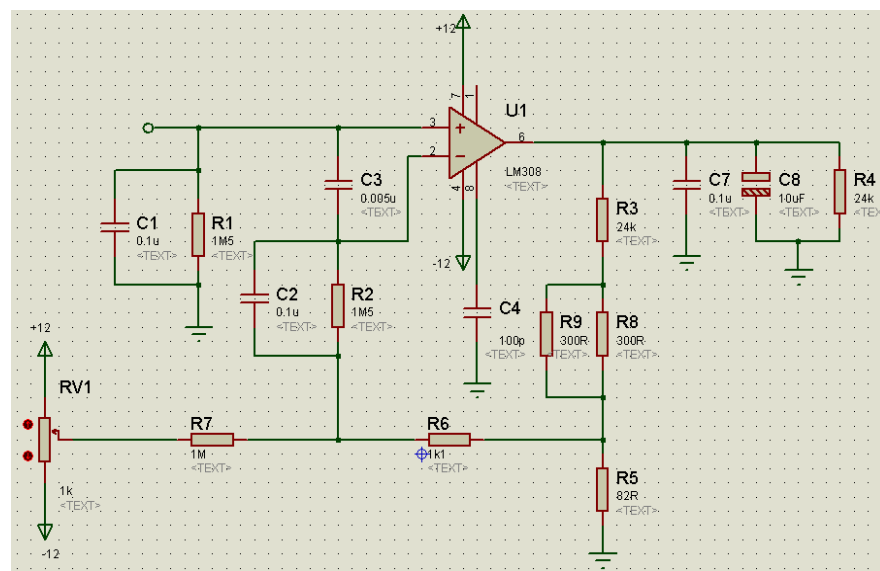 +12
7
1
U1
3
+
6
2
−
LM308
<TEXT>
4
8
-12
C1
0.1u
<TEXT>
R1
1M5
<TEXT>
C3
0.005u
<TEXT>
R3
24k
<TEXT>
C7
0.1u
<TEXT>
C8
10uF
<TEXT>
R4
24k
<TEXT>
C2
0.1u
<TEXT>
R2
1M5
<TEXT>
C4
100p
<TEXT>
R9
300R
<TEXT>
R8
300R
<TEXT>
+12
RV1
1k
<TEXT>
-12
R7
1M
<TEXT>
R6
1k1
<TEXT>
R5
82R
<TEXT>